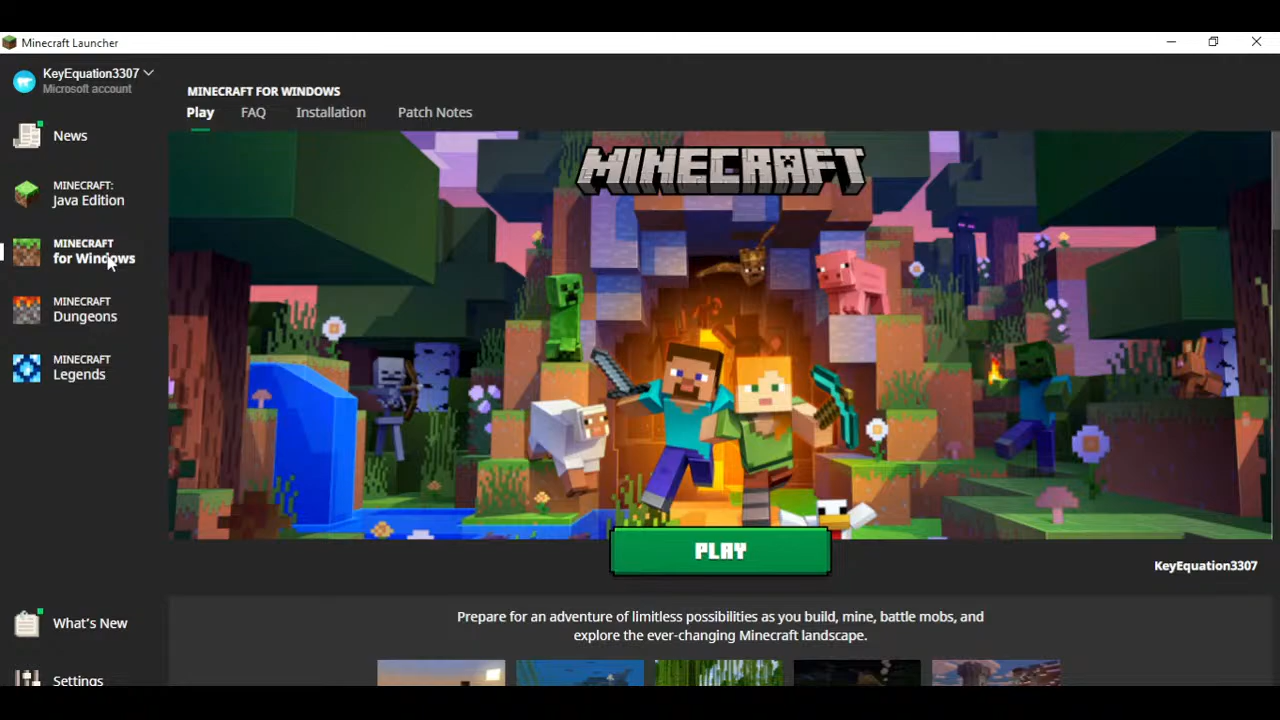 Minecraft Launcher
KeyEquation3307
Microsoft account
News
MINECRAFT:
Java Edition
MINECRAFT
for Windows
MINECRAFT
Dungeons
MINECRAFT
Legends
What's New
Settings
MINECRAFT FOR WINDOWS
Play FAQ Installation Patch Notes
MINECRAFT
PLAY
KeyEquation3307
Prepare for an adventure of limitless possibilities as you build, mine, battle mobs, and
explore the ever-changing Minecraft landscape.